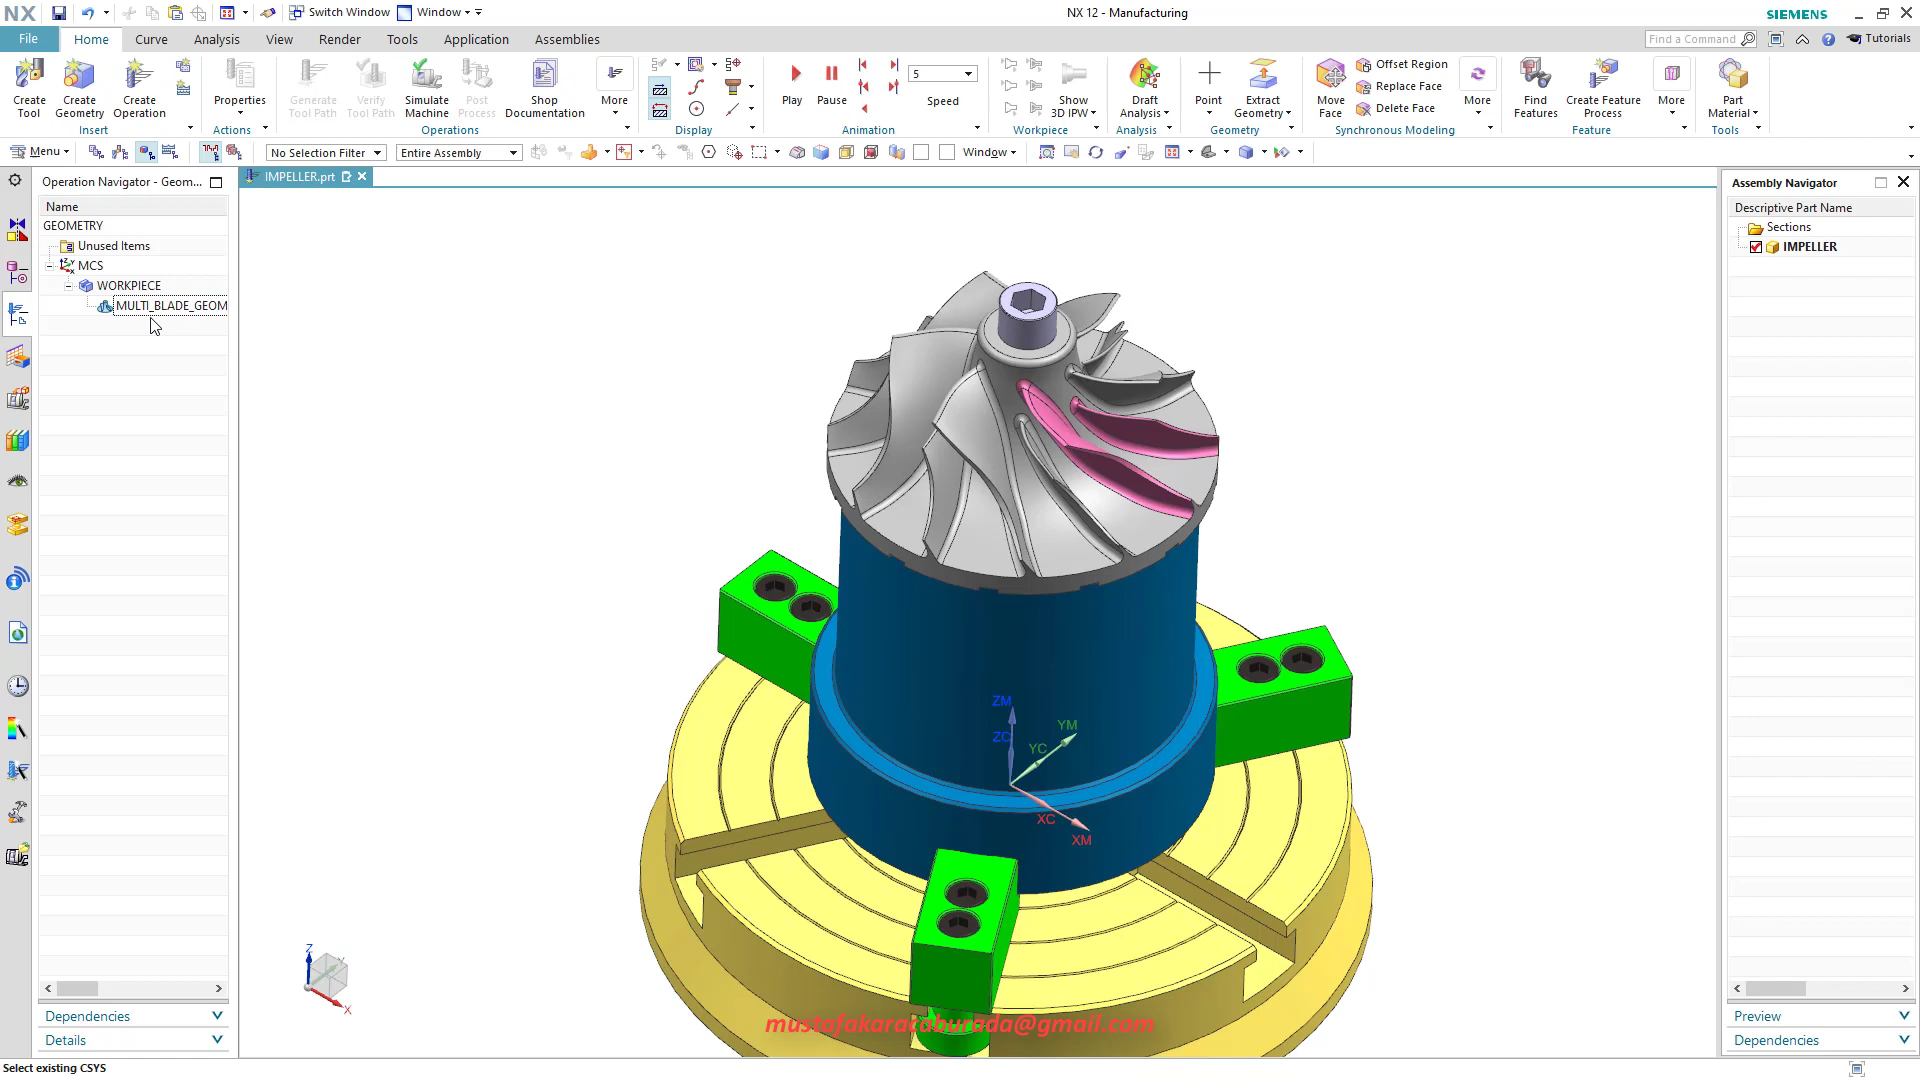 NX
Switch Window
Window
NX 12 - Manufacturing
SIEMENS
File
Home
Curve
Analysis
View
Render
Tools
Application
Assemblies
Find a Command
Tutorials
Create Tool
Create Geometry
Create Operation
Insert
Properties
Actions
Generate Tool Path
Verify Tool Path
Simulate Machine
Post Process
Shop Documentation
More
Operations
Display
Play
Pause
5
Speed
Animation
Show 3D IPW
Workpiece
Draft Analysis
Analysis
Point
Extract Geometry
Geometry
Move Face
Offset Region
Replace Face
Delete Face
More
Synchronous Modeling
Find Features
Create Feature Process
More
Feature
Part Material
Tools
Menu
No Selection Filter
Entire Assembly
Window
Operation Navigator - Geom...
Name
GEOMETRY
Unused Items
MCS
WORKPIECE
MULTI_BLADE_GEOM
Dependencies
Details
IMPELLER.prt
ZM
ZC
YM
YC
XC
XM
Z
Y
X
mustafakaracaburada@gmail.com
Assembly Navigator
Descriptive Part Name
Sections
IMPELLER
Preview
Dependencies
Select existing CSYS